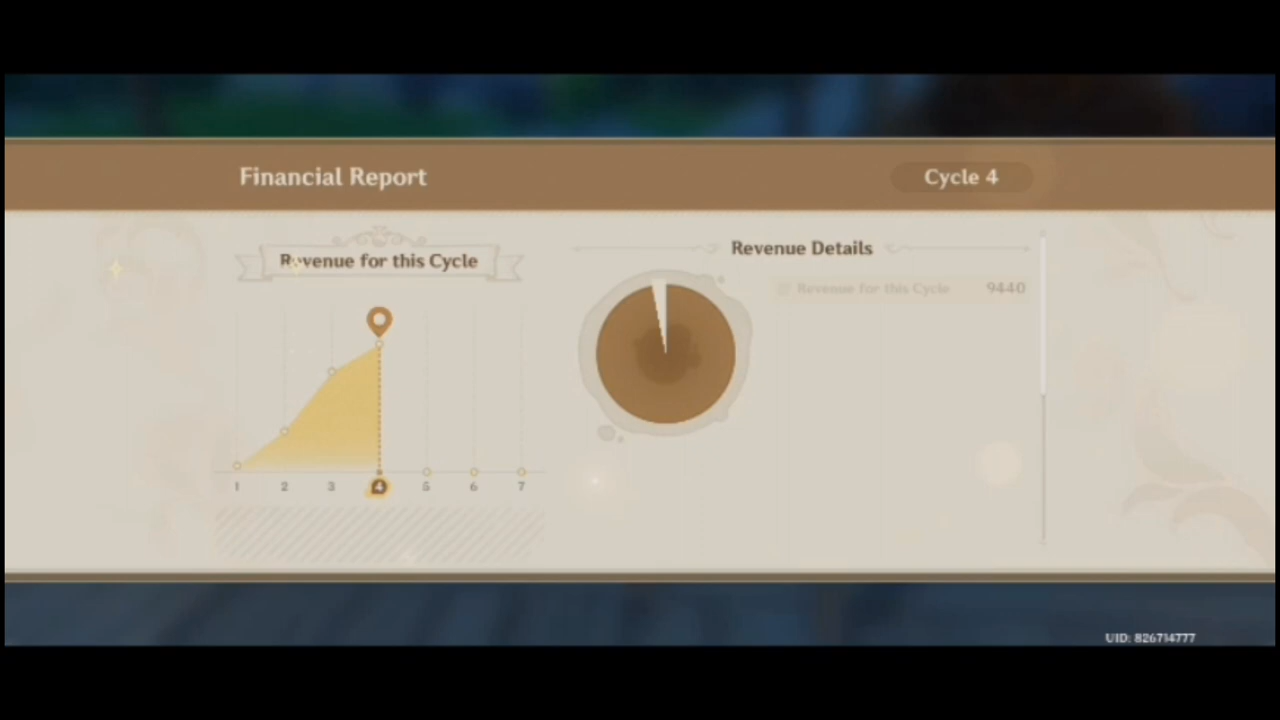 Financial Report
Cycle 4
Revenue for this Cycle
Revenue Details
Revenue for this Cycle 9440
1 2 3 4 5 6 7
UID: 826714777